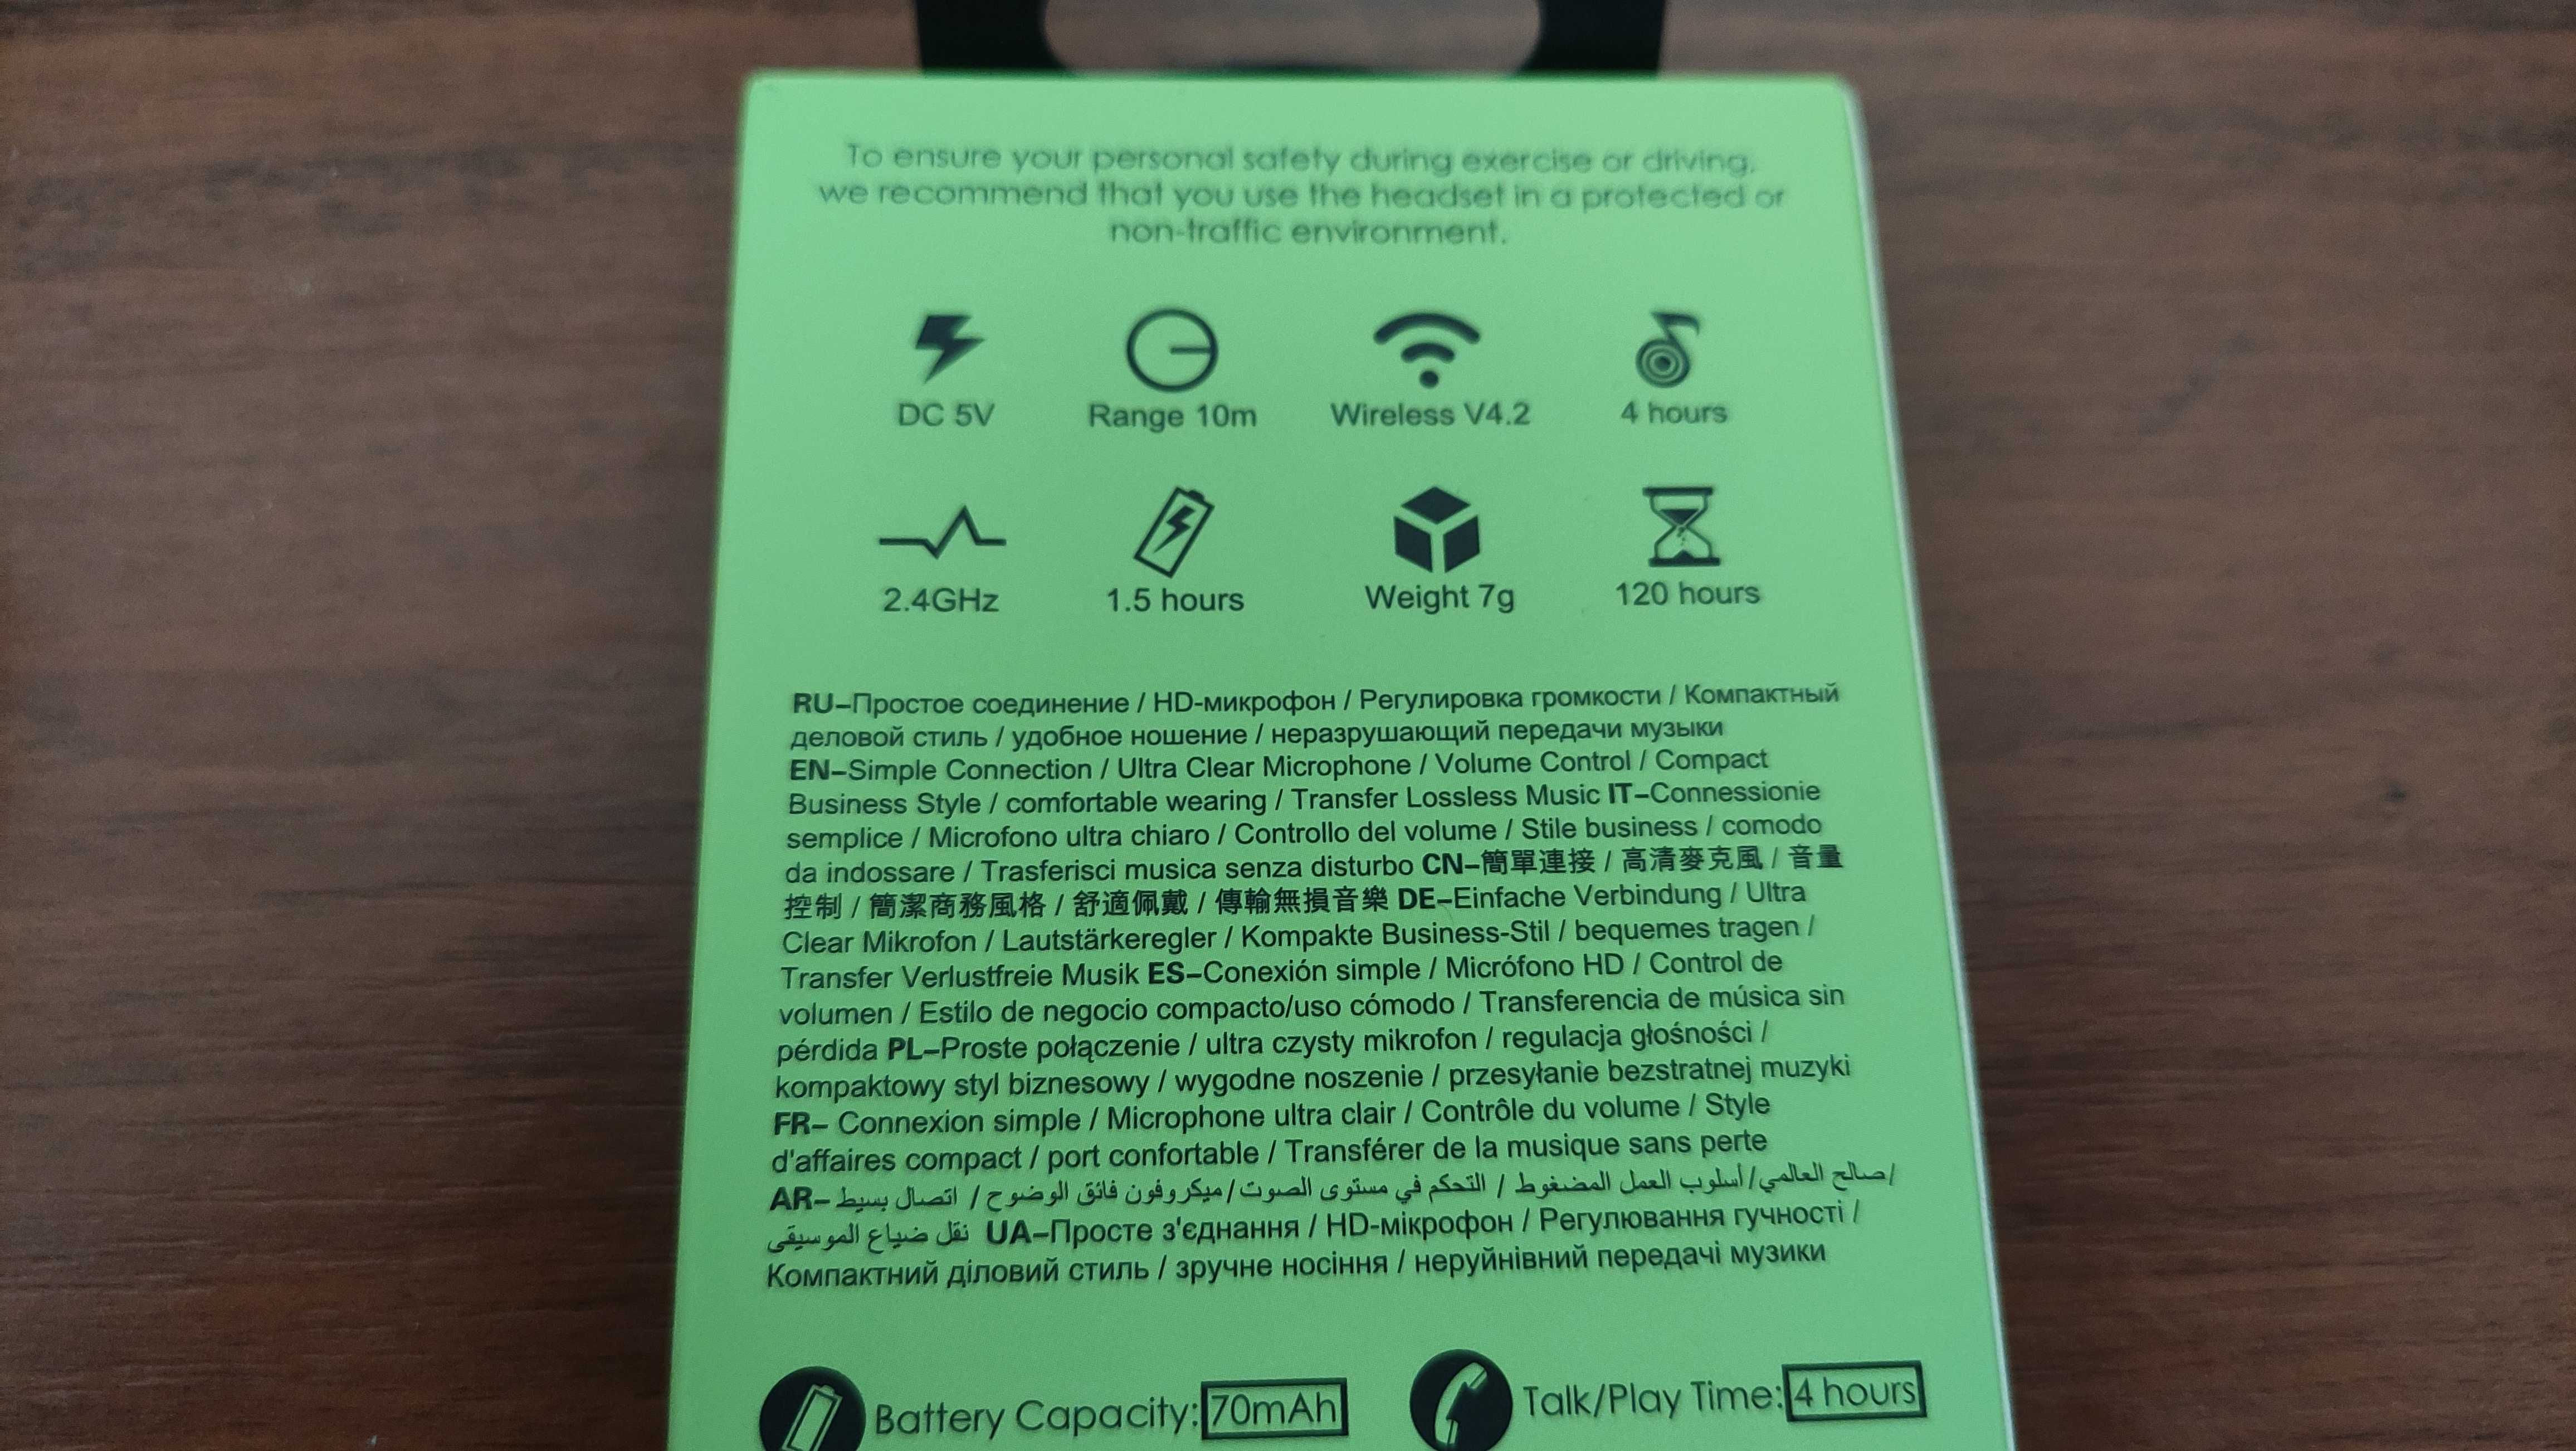 To ensure your personal safety during exercise or driving,
we recommend that you use the headset in a protected or
non-traffic environment.
DC 5V Range 10m Wireless V4.2 4 hours
2.4GHz 1.5 hours Weight 7g 120 hours
RU–Простое соединение / HD-микрофон / Регулировка громкости / Компактный
деловой стиль / удобное ношение / неразрушающий передачи музыки
EN–Simple Connection / Ultra Clear Microphone / Volume Control / Compact
Business Style / comfortable wearing / Transfer Lossless Music IT–Connessionie
semplice / Microfono ultra chiaro / Controllo del volume / Stile business / comodo
da indossare / Trasferisci musica senza disturbo CN–簡單連接 / 高清麥克風 / 音量
控制 / 簡潔商務風格 / 舒適佩戴 / 傳輸無損音樂 DE–Einfache Verbindung / Ultra
Clear Mikrofon / Lautstärkeregler / Kompakte Business-Stil / bequemes tragen /
Transfer Verlustfreie Musik ES–Conexión simple / Micrófono HD / Control de
volumen / Estilo de negocio compacto/uso cómodo / Transferencia de música sin
pérdida PL–Proste połączenie / ultra czysty mikrofon / regulacja głośności /
kompaktowy styl biznesowy / wygodne noszenie / przesyłanie bezstratnej muzyki
FR– Connexion simple / Microphone ultra clair / Contrôle du volume / Style
d'affaires compact / port confortable / Transférer de la musique sans perte
AR– اتصال بسيط / ميكروفون فائق الوضوح / التحكم في مستوى الصوت / أسلوب العمل المضغوط / صالح العالمي/
نقل ضياع الموسيقى UA–Просте з'єднання / HD-мікрофон / Регулювання гучності /
Компактний діловий стиль / зручне носіння / неруйнівний передачі музики
Battery Capacity: 70mAh Talk/Play Time: 4 hours